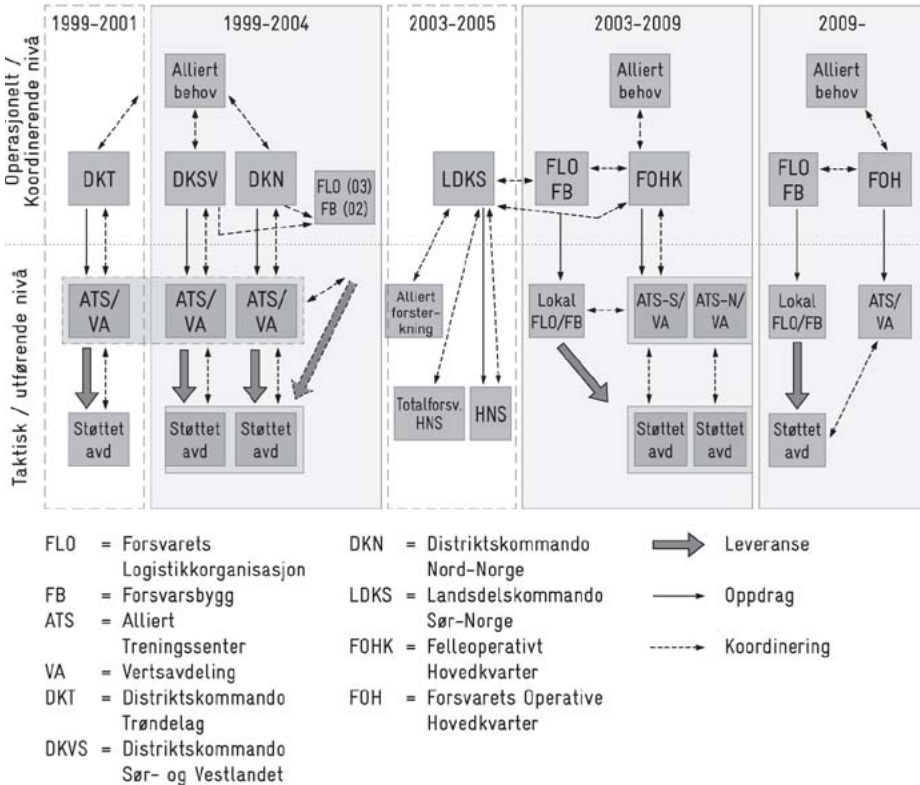 1999-2001
1999-2004
2003-2005
2003-2009
2009-
Operasjonelt /
Koordinerende nivå
Alliert
behov
Alliert
behov
Alliert
behov
DKT
DKSV
DKN
FLO (03)
FB (02)
LDKS
FLO
FB
FOHK
FLO
FB
FOH
Taktisk / utførende nivå
ATS/
VA
ATS/
VA
ATS/
VA
Alliert
forster-
kning
Lokal
FLO/FB
ATS-S/
VA
ATS-N/
VA
Lokal
FLO/FB
ATS/
VA
Støttet
avd
Støttet
avd
Støttet
avd
Totalforsv.
HNS
HNS
Støttet
avd
Støttet
avd
Støttet
avd
FLO = Forsvarets
Logistikkorganisasjon
FB = Forsvarsbygg
ATS = Alliert
Treningssenter
VA = Vertsavdeling
DKT = Distriktskommando
Trøndelag
DKVS = Distriktskommando
Sør- og Vestlandet
DKN = Distriktskommando
Nord-Norge
LDKS = Landsdelskommando
Sør-Norge
FOHK = Felleoperativt
Hovedkvarter
FOH = Forsvarets Operative
Hovedkvarter
Leveranse
Oppdrag
Koordinering